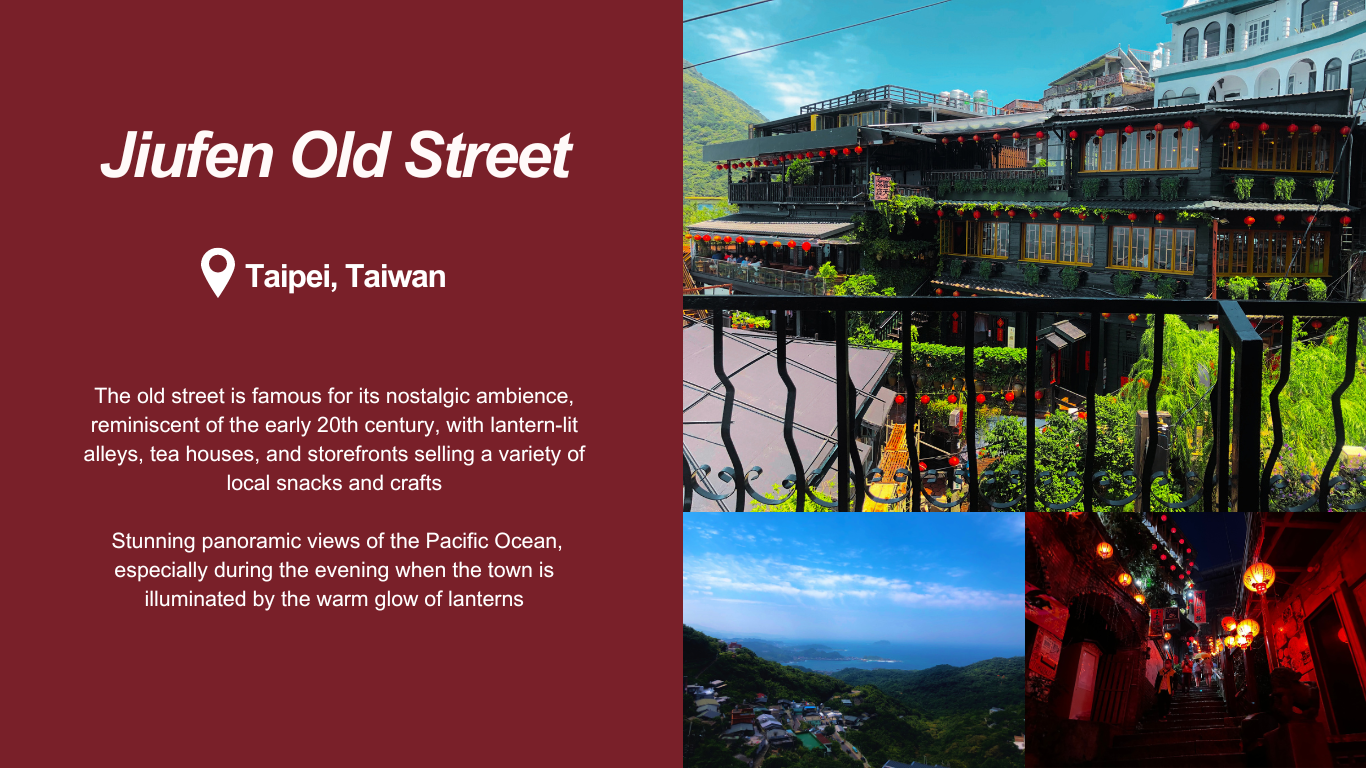 Jiufen Old Street
Taipei, Taiwan
The old street is famous for its nostalgic ambience,
reminiscent of the early 20th century, with lantern-lit
alleys, tea houses, and storefronts selling a variety of
local snacks and crafts
Stunning panoramic views of the Pacific Ocean,
especially during the evening when the town is
illuminated by the warm glow of lanterns